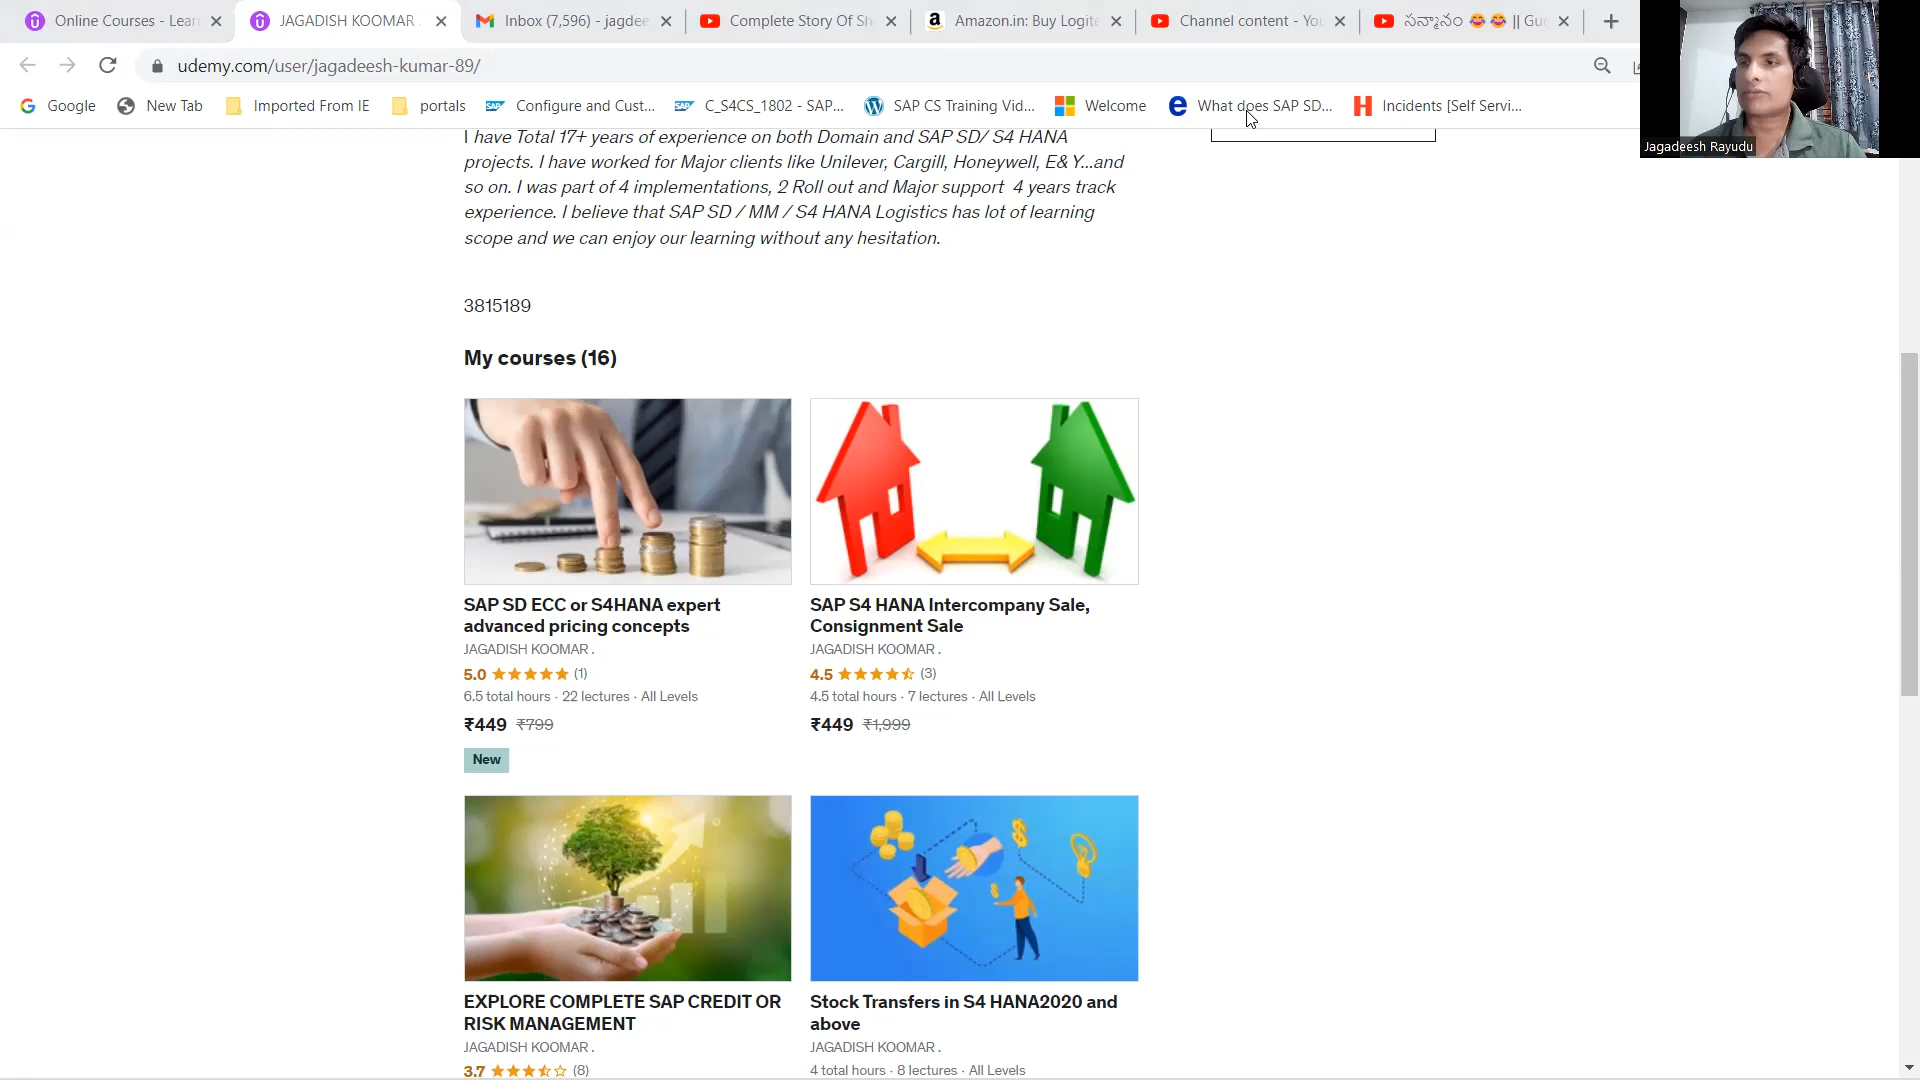 Online Courses - Lear
JAGADISH KOOMAR .
Inbox (7,596) - jagdee
Complete Story Of Sh
Amazon.in: Buy Logite
Channel content - You
సన్మానం 😂😂 || Gu
udemy.com/user/jagadeesh-kumar-89/
Google
New Tab
Imported From IE
portals
Configure and Cust...
C_S4CS_1802 - SAP...
SAP CS Training Vid...
Welcome
What does SAP SD...
Incidents [Self Servi...
Jagadeesh Rayudu
I have Total 17+ years of experience on both Domain and SAP SD/ S4 HANA
projects. I have worked for Major clients like Unilever, Cargill, Honeywell, E& Y...and
so on. I was part of 4 implementations, 2 Roll out and Major support 4 years track
experience. I believe that SAP SD / MM / S4 HANA Logistics has lot of learning
scope and we can enjoy our learning without any hesitation.
3815189
My courses (16)
SAP SD ECC or S4HANA expert
advanced pricing concepts
JAGADISH KOOMAR .
5.0 (1)
6.5 total hours · 22 lectures · All Levels
₹449 ₹799
New
SAP S4 HANA Intercompany Sale,
Consignment Sale
JAGADISH KOOMAR .
4.5 (3)
4.5 total hours · 7 lectures · All Levels
₹449 ₹1,999
EXPLORE COMPLETE SAP CREDIT OR
RISK MANAGEMENT
JAGADISH KOOMAR .
3.7 (8)
Stock Transfers in S4 HANA2020 and
above
JAGADISH KOOMAR .
4 total hours · 8 lectures · All Levels